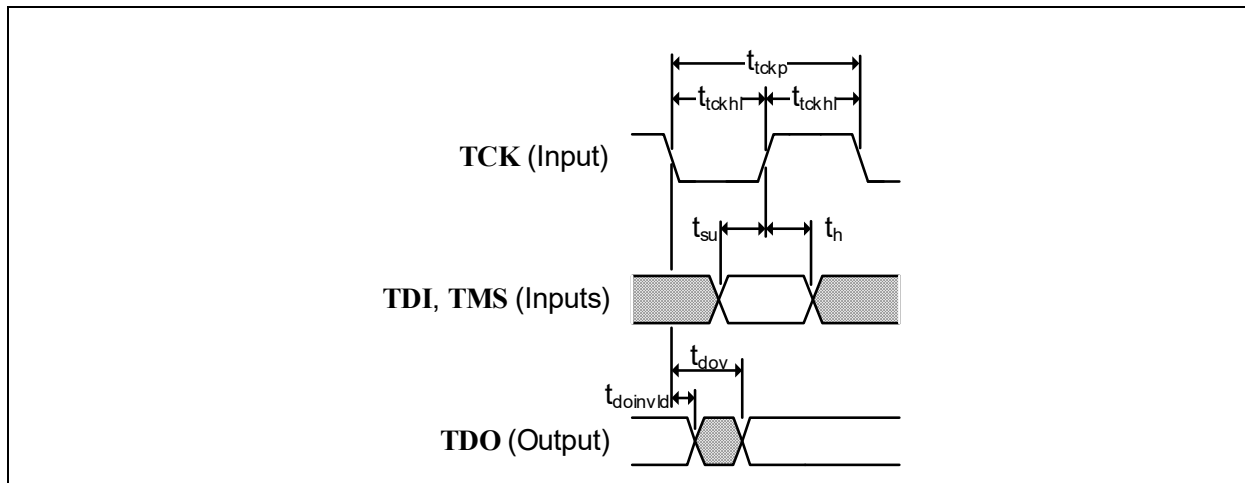 t_tckp
t_tckhl t_tckhl
TCK (Input)
t_su t_h
TDI, TMS (Inputs)
t_dov
t_doinvld
TDO (Output)